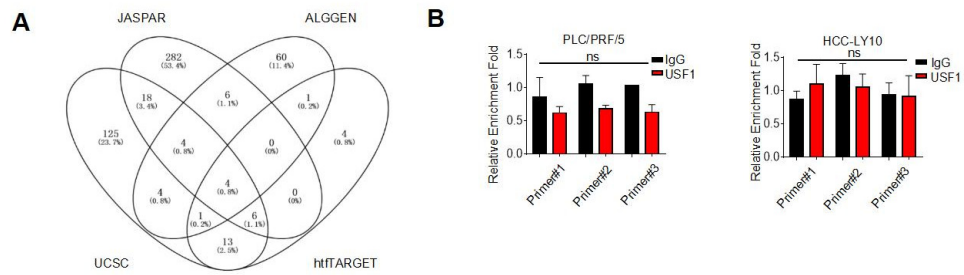 A
JASPAR
ALGGEN
282
(53.4%)
60
(11.4%)
18
(3.4%)
6
(1.1%)
1
(0.2%)
125
(23.7%)
4
(0.8%)
0
(0%)
4
(0.8%)
4
(0.8%)
4
(0.8%)
0
(0%)
1
(0.2%)
6
(1.1%)
13
(2.5%)
UCSC
htfTARGET
B
PLC/PRF/5
ns
IgG
USF1
Relative Enrichment Fold
1.5
1.0
0.5
0.0
Primer#1
Primer#2
Primer#3
HCC-LY10
ns
IgG
USF1
Relative Enrichment Fold
1.5
1.0
0.5
0.0
Primer#1
Primer#2
Primer#3